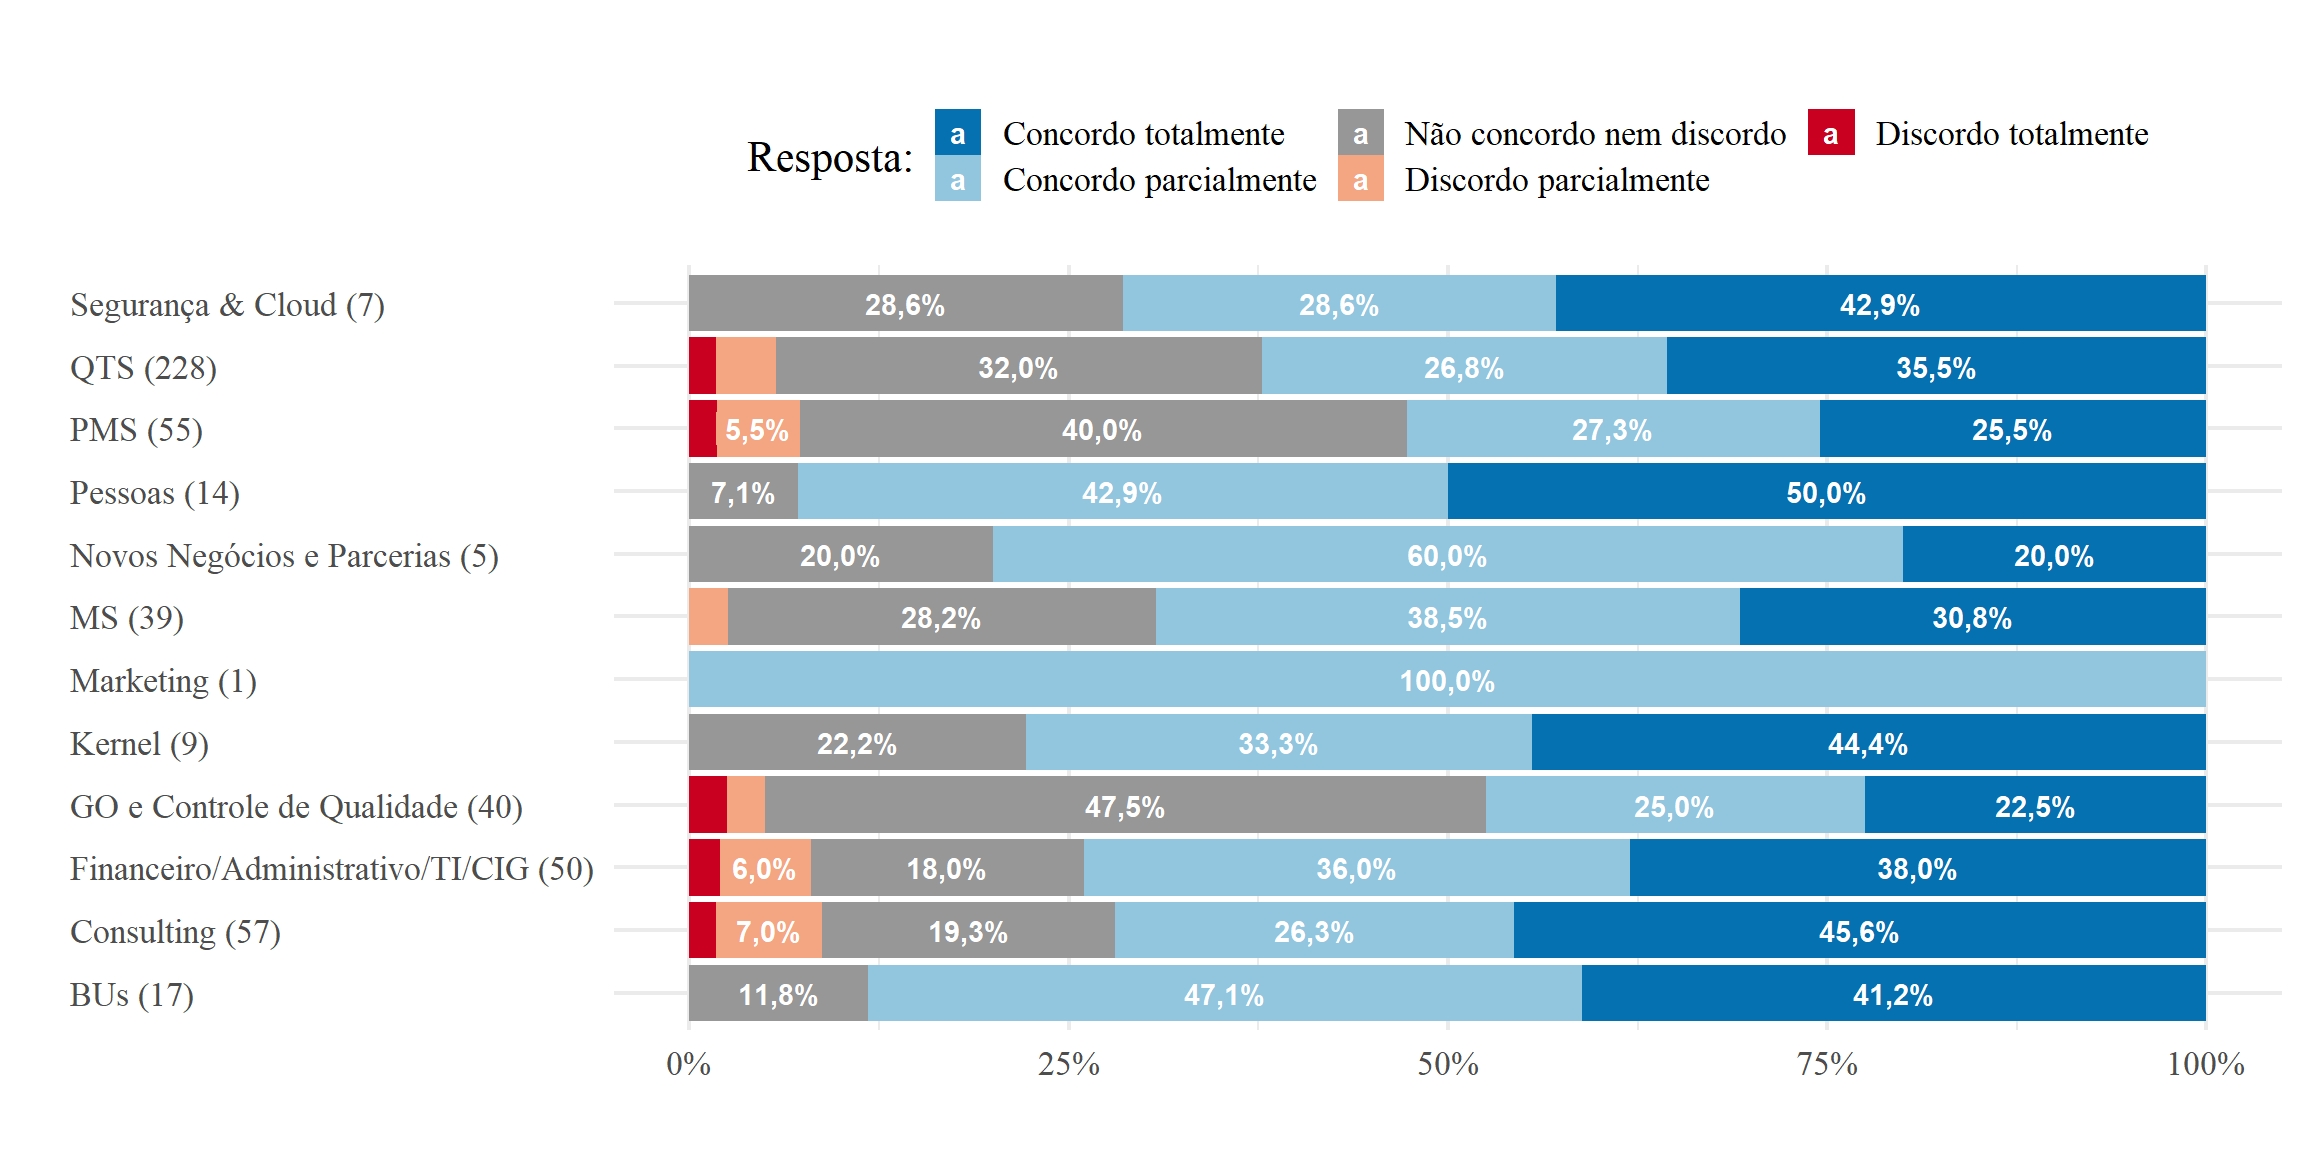 Resposta:
a Concordo totalmente a Não concordo nem discordo a Discordo totalmente
a Concordo parcialmente a Discordo parcialmente
Segurança & Cloud (7) 28,6% 28,6% 42,9%
QTS (228) 32,0% 26,8% 35,5%
PMS (55) 5,5% 40,0% 27,3% 25,5%
Pessoas (14) 7,1% 42,9% 50,0%
Novos Negócios e Parcerias (5) 20,0% 60,0% 20,0%
MS (39) 28,2% 38,5% 30,8%
Marketing (1) 100,0%
Kernel (9) 22,2% 33,3% 44,4%
GO e Controle de Qualidade (40) 47,5% 25,0% 22,5%
Financeiro/Administrativo/TI/CIG (50) 6,0% 18,0% 36,0% 38,0%
Consulting (57) 7,0% 19,3% 26,3% 45,6%
BUs (17) 11,8% 47,1% 41,2%
0% 25% 50% 75% 100%